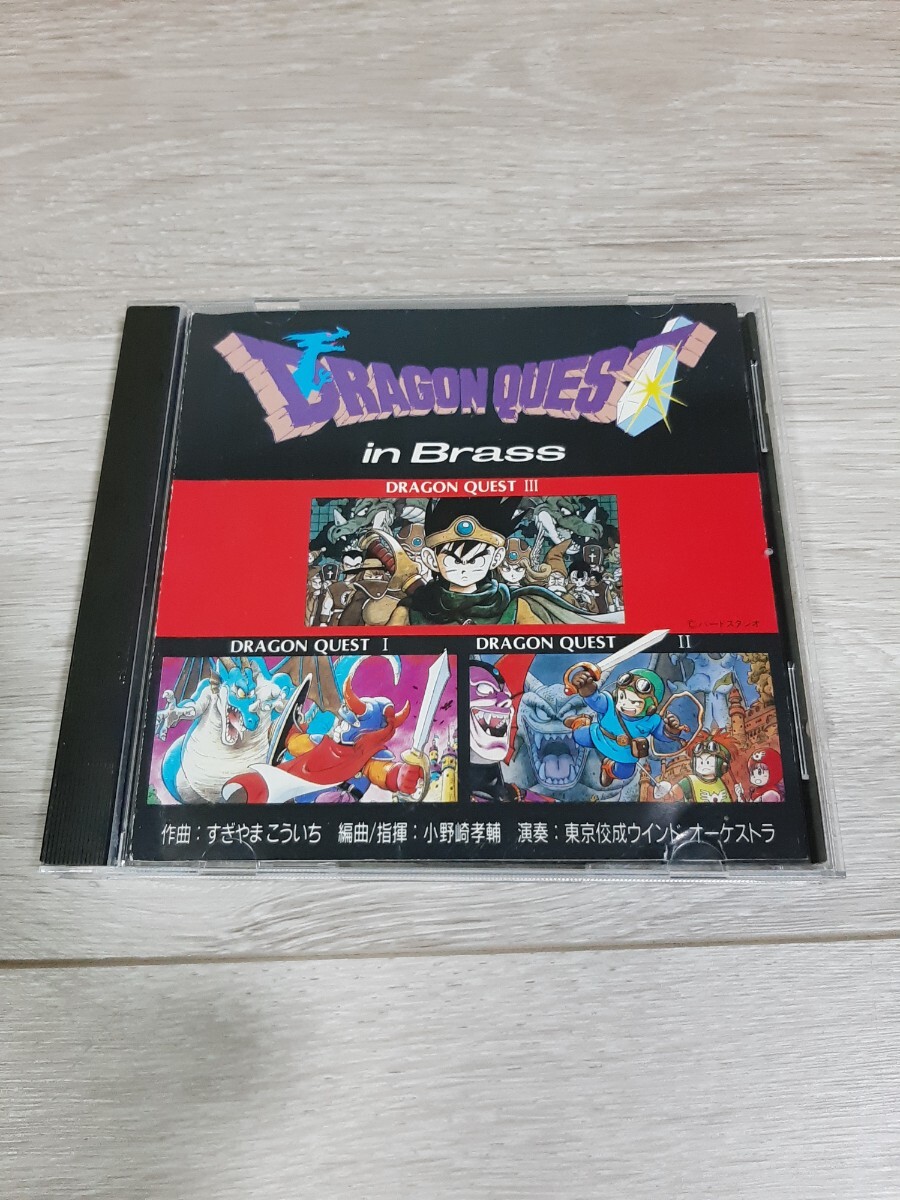 DRAGON QUEST
in Brass
DRAGON QUEST III
©バードスタジオ
DRAGON QUEST I
DRAGON QUEST II
作曲:すぎやまこういち 編曲/指揮:小野崎孝輔 演奏:東京佼成ウインド・オーケストラ